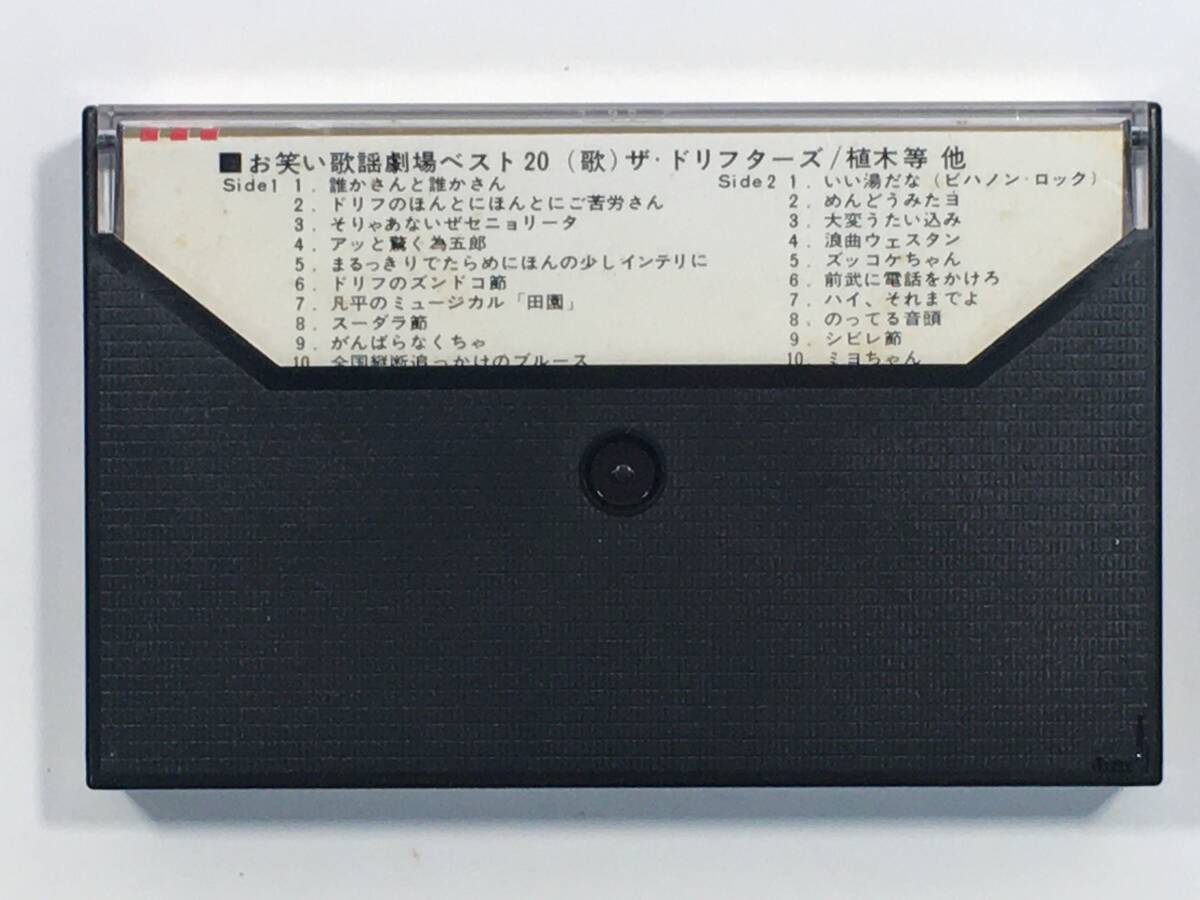 ■お笑い歌謡劇場ベスト20（歌）ザ・ドリフターズ/植木等 他
Side1 1. 誰かさんと誰かさん
2. ドリフのほんとにほんとにご苦労さん
3. そりゃあないぜセニョリータ
4. アッと驚く為五郎
5. まるっきりでたらめにほんの少しインテリに
6. ドリフのズンドコ節
7. 凡平のミュージカル「田園」
8. スーダラ節
9. がんばらなくちゃ
10. 全国縦断追っかけのブルース
Side2 1. いい湯だな（ビハノン・ロック）
2. めんどうみたヨ
3. 大変うたい込み
4. 浪曲ウェスタン
5. ズッコケちゃん
6. 前武に電話をかけろ
7. ハイ、それまでよ
8. のってる音頭
9. シビレ節
10. ミヨちゃん